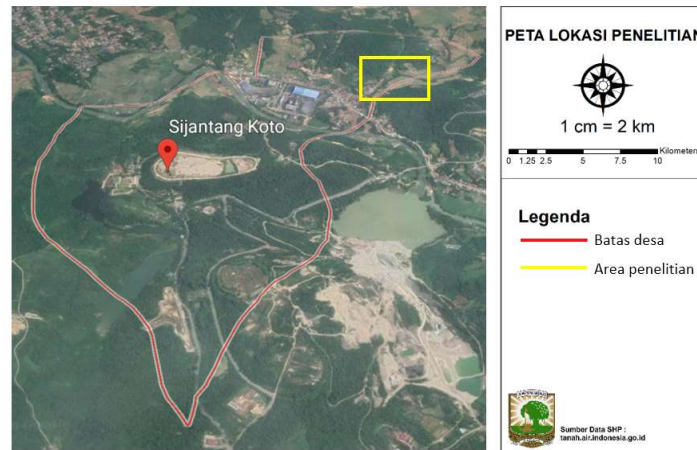 Sijantang Koto
PETA LOKASI PENELITIAN
1 cm = 2 km
Kilometers
0 1.25 2.5 5 7.5 10
Legenda
Batas desa
Area penelitian
Sumber Data SHP :
tanah.air.indonesia.go.id